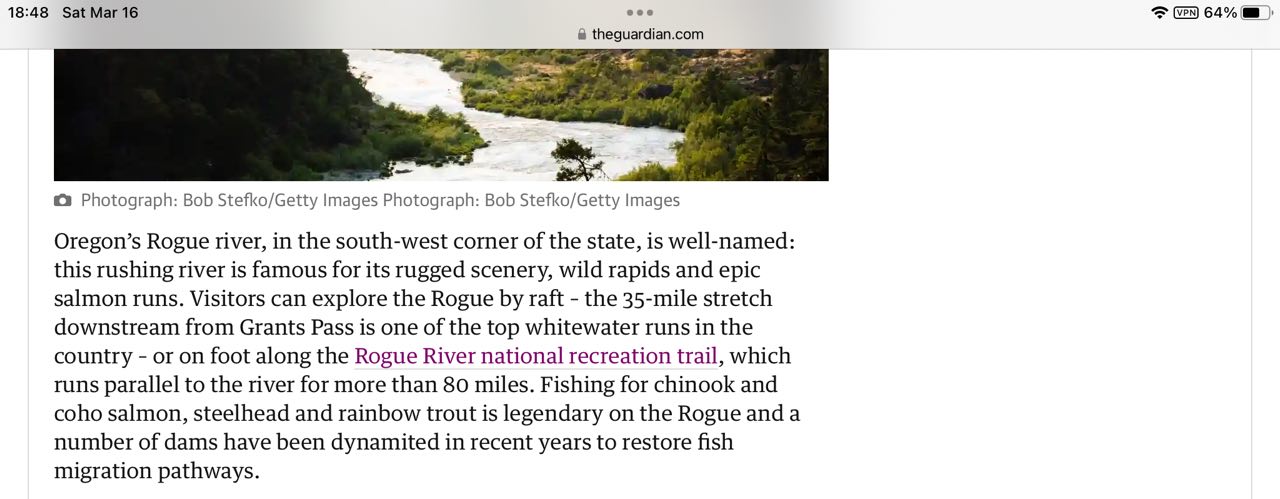 18:48 Sat Mar 16
VPN 64%
theguardian.com
Photograph: Bob Stefko/Getty Images Photograph: Bob Stefko/Getty Images
Oregon’s Rogue river, in the south-west corner of the state, is well-named:
this rushing river is famous for its rugged scenery, wild rapids and epic
salmon runs. Visitors can explore the Rogue by raft – the 35-mile stretch
downstream from Grants Pass is one of the top whitewater runs in the
country – or on foot along the Rogue River national recreation trail, which
runs parallel to the river for more than 80 miles. Fishing for chinook and
coho salmon, steelhead and rainbow trout is legendary on the Rogue and a
number of dams have been dynamited in recent years to restore fish
migration pathways.